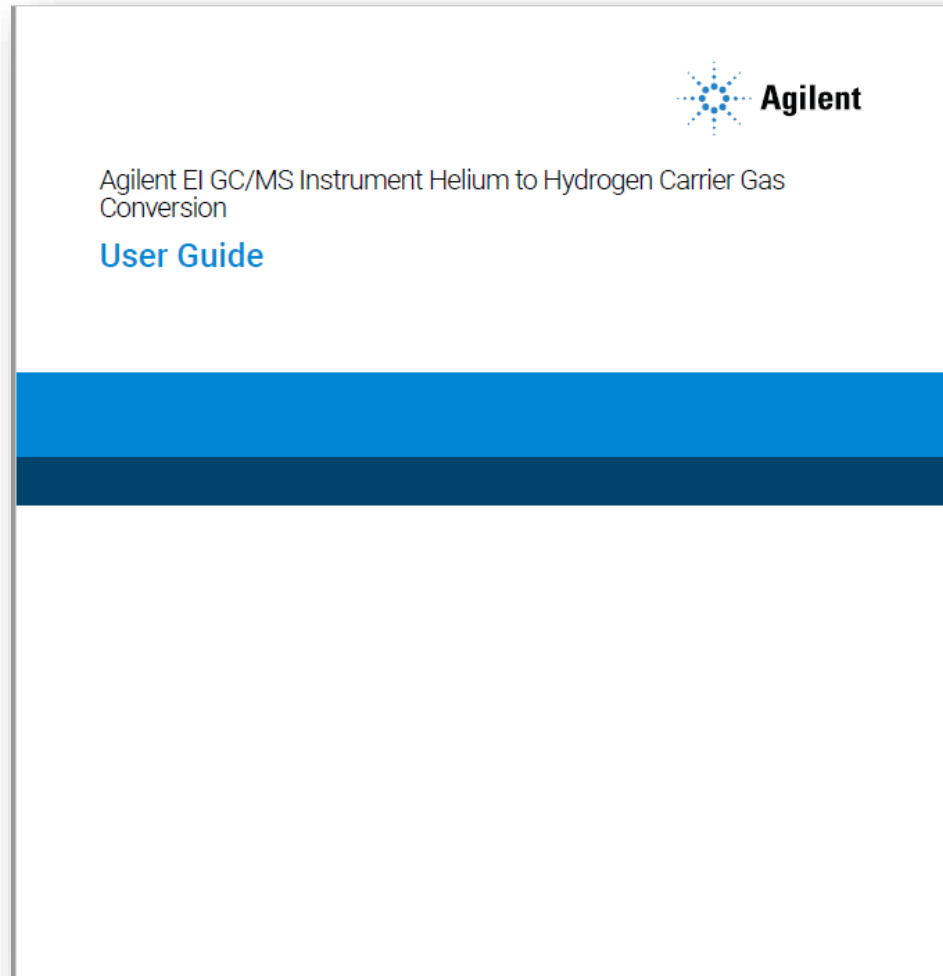 Agilent
Agilent EI GC/MS Instrument Helium to Hydrogen Carrier Gas
Conversion
User Guide